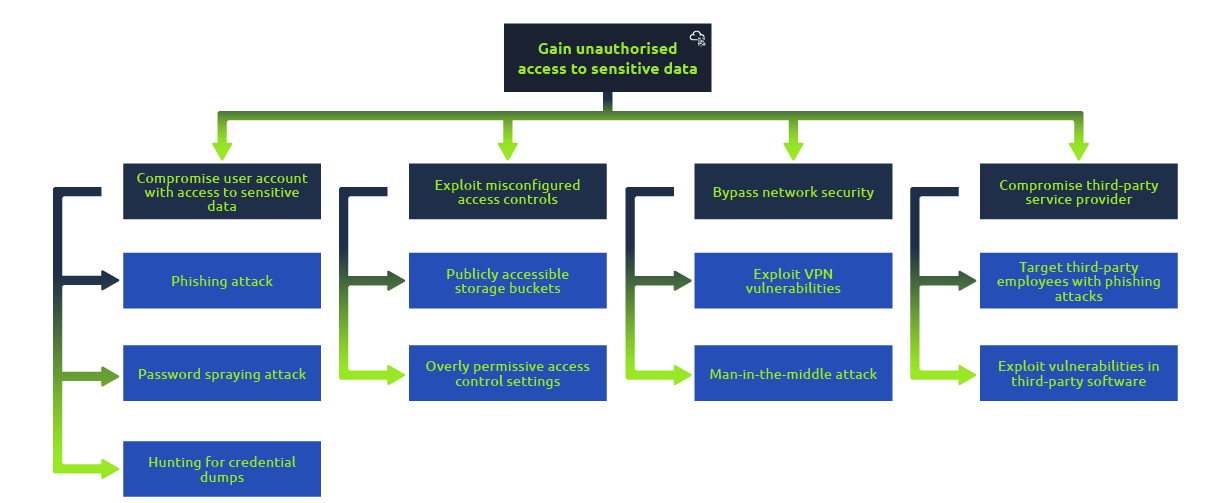 Gain unauthorised
access to sensitive data
Compromise user account
with access to sensitive
data
Exploit misconfigured
access controls
Bypass network security
Compromise third-party
service provider
Phishing attack
Publicly accessible
storage buckets
Exploit VPN
vulnerabilities
Target third-party
employees with phishing
attacks
Password spraying attack
Overly permissive access
control settings
Man-in-the-middle attack
Exploit vulnerabilities in
third-party software
Hunting for credential
dumps